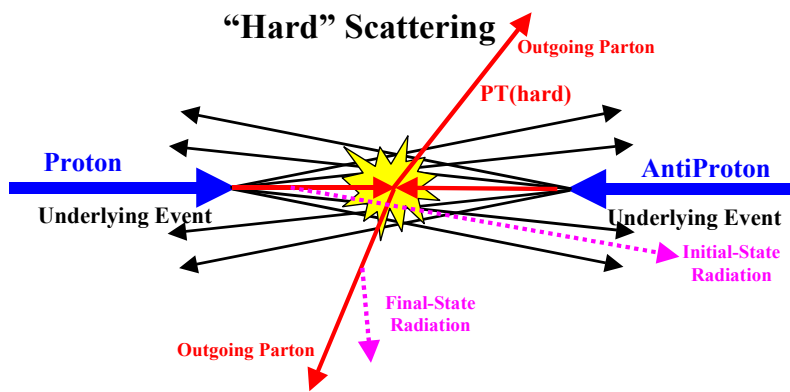 “Hard” Scattering
Outgoing Parton
PT(hard)
Proton
AntiProton
Underlying Event
Underlying Event
Initial-State
Radiation
Final-State
Radiation
Outgoing Parton